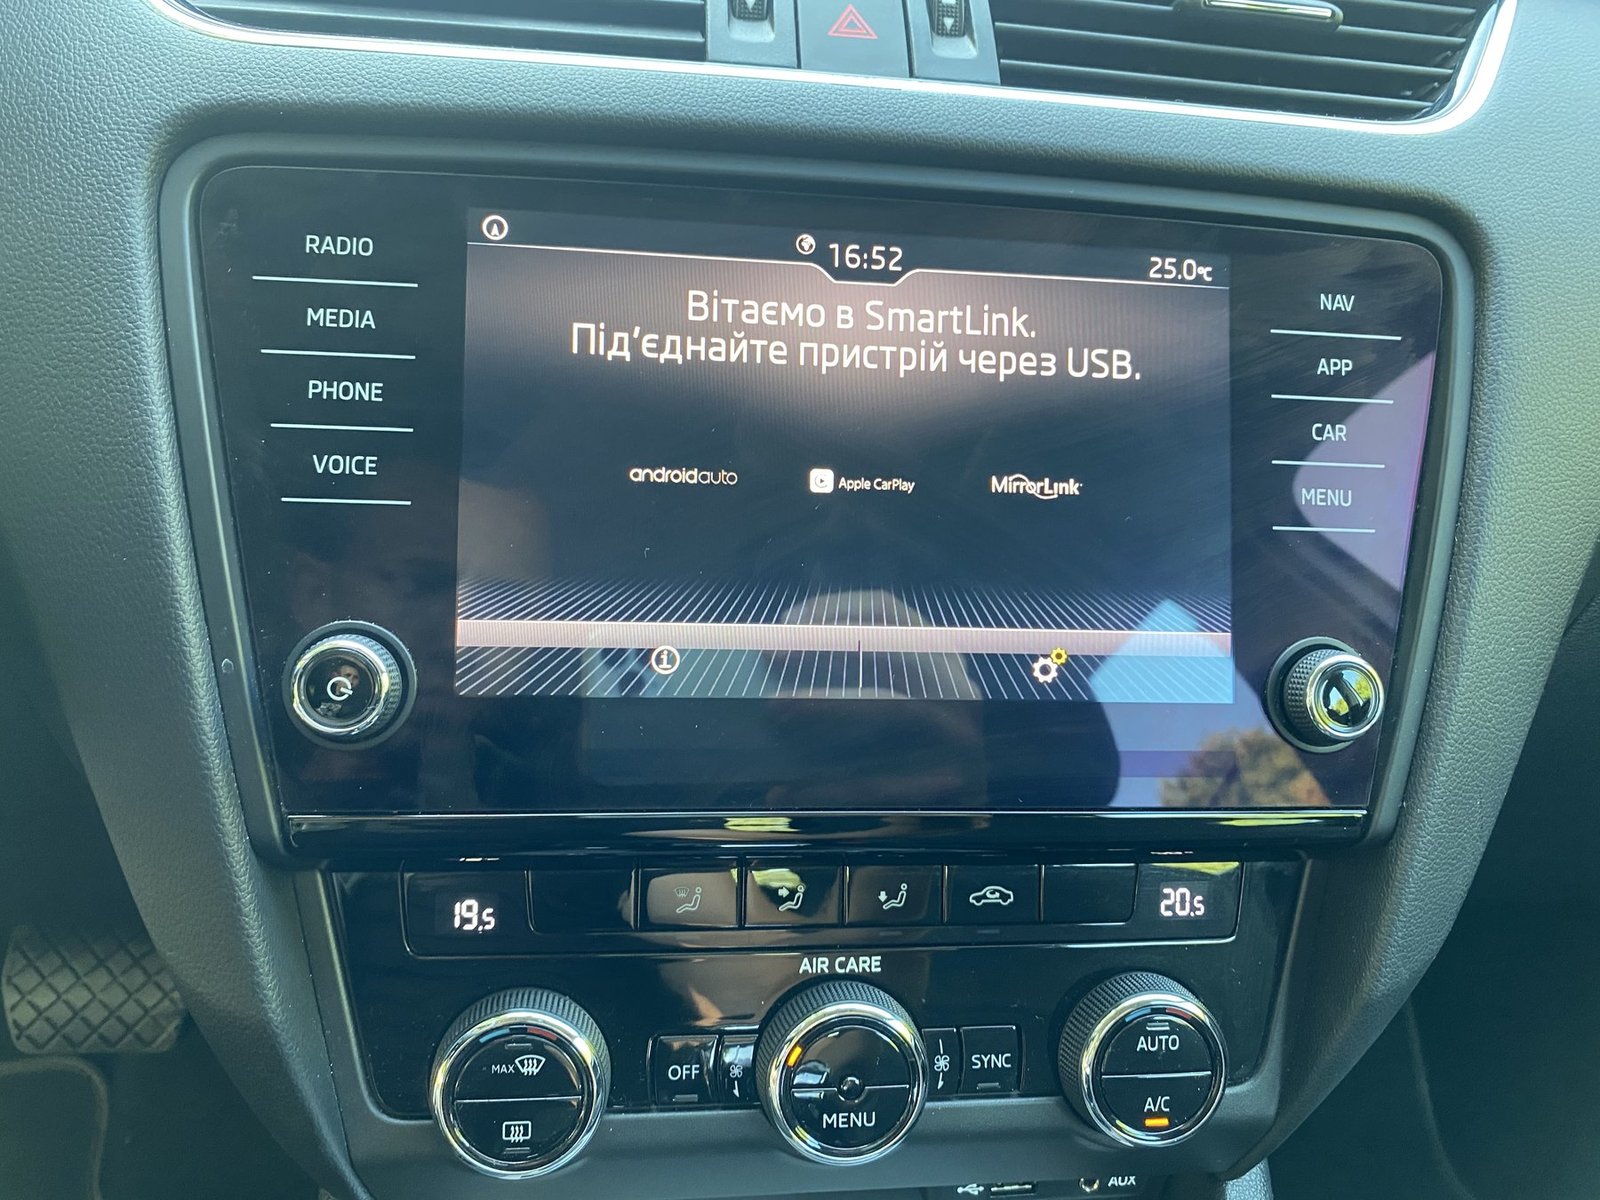 RADIO
MEDIA
PHONE
VOICE
16:52
25.0°C
Вітаємо в SmartLink.
Під’єднайте пристрій через USB.
androidauto
Apple CarPlay
MirrorLink
NAV
APP
CAR
MENU
19.5
20.5
AIR CARE
MAX
OFF
MENU
SYNC
AUTO
A/C
AUX